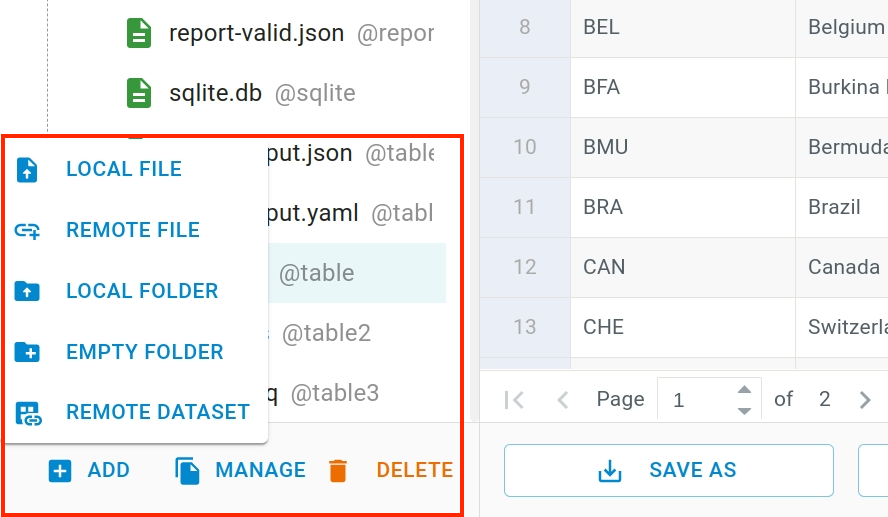 report-valid.json @repor
sqlite.db @sqlite
put.json @table
put.yaml @tabl
@table
@table2
q @table3
LOCAL FILE
REMOTE FILE
LOCAL FOLDER
EMPTY FOLDER
REMOTE DATASET
ADD MANAGE DELETE
8 BEL Belgium
9 BFA Burkina
10 BMU Bermuda
11 BRA Brazil
12 CAN Canada
13 CHE Switzerla
Page 1 of 2
SAVE AS